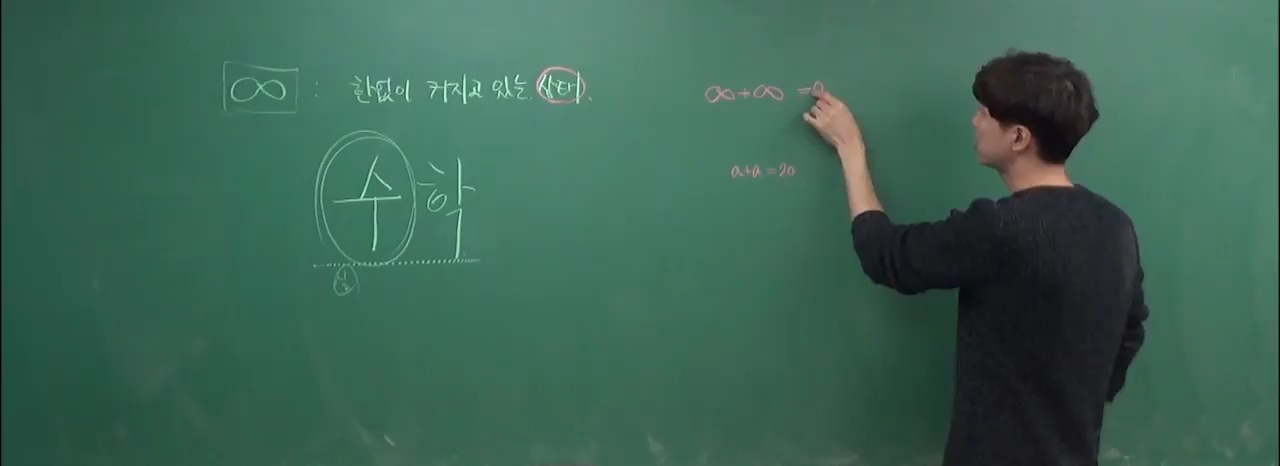 ∞ : 한없이 커지고 있는 상태.
수학
∞+∞ =
a+a=2a